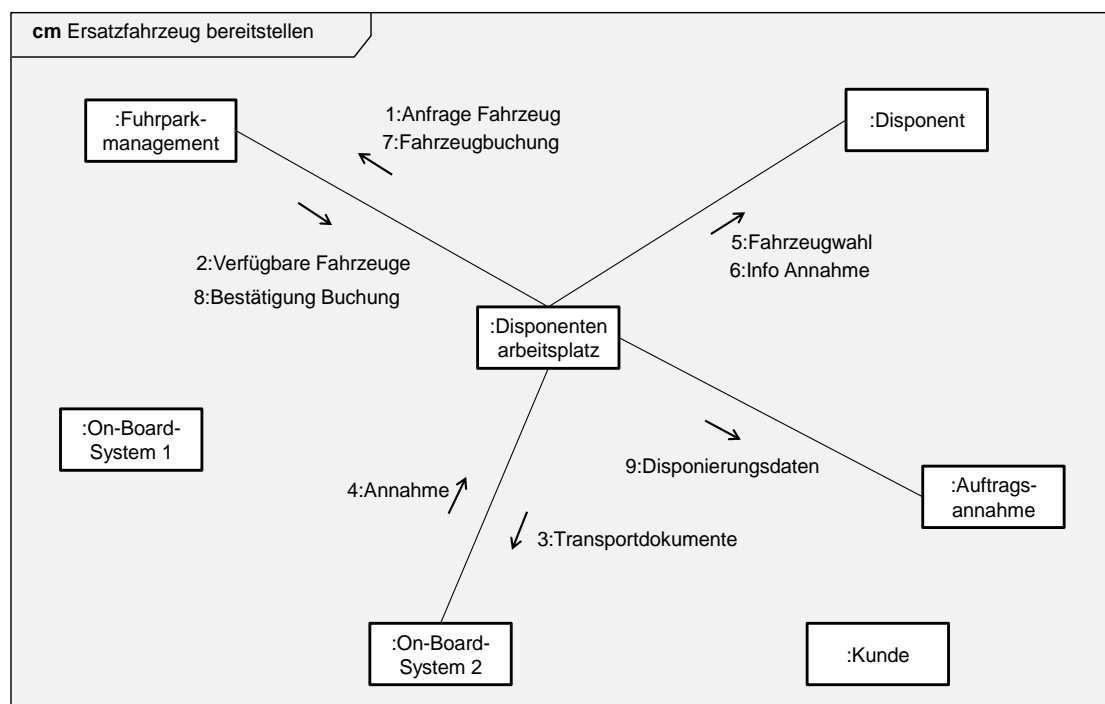 cm Ersatzfahrzeug bereitstellen
:Fuhrpark-
management
1:Anfrage Fahrzeug
7:Fahrzeugbuchung
:Disponent
2:Verfügbare Fahrzeuge
8:Bestätigung Buchung
5:Fahrzeugwahl
6:Info Annahme
:Disponenten
arbeitsplatz
:On-Board-
System 1
9:Disponierungsdaten
4:Annahme
:Auftrags-
annahme
3:Transportdokumente
:On-Board-
System 2
:Kunde